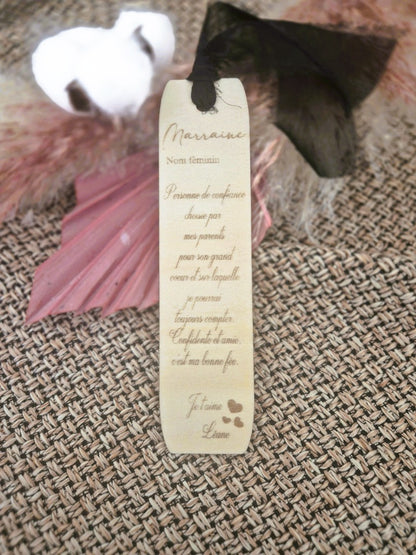 Marraine
Nom féminin
Personne de confiance
choisie par
mes parents
pour son grand
coeur et sur laquelle
je pourrai
toujours compter.
Confidente et amie,
c'est ma bonne fée.
Je t'aime
Léane